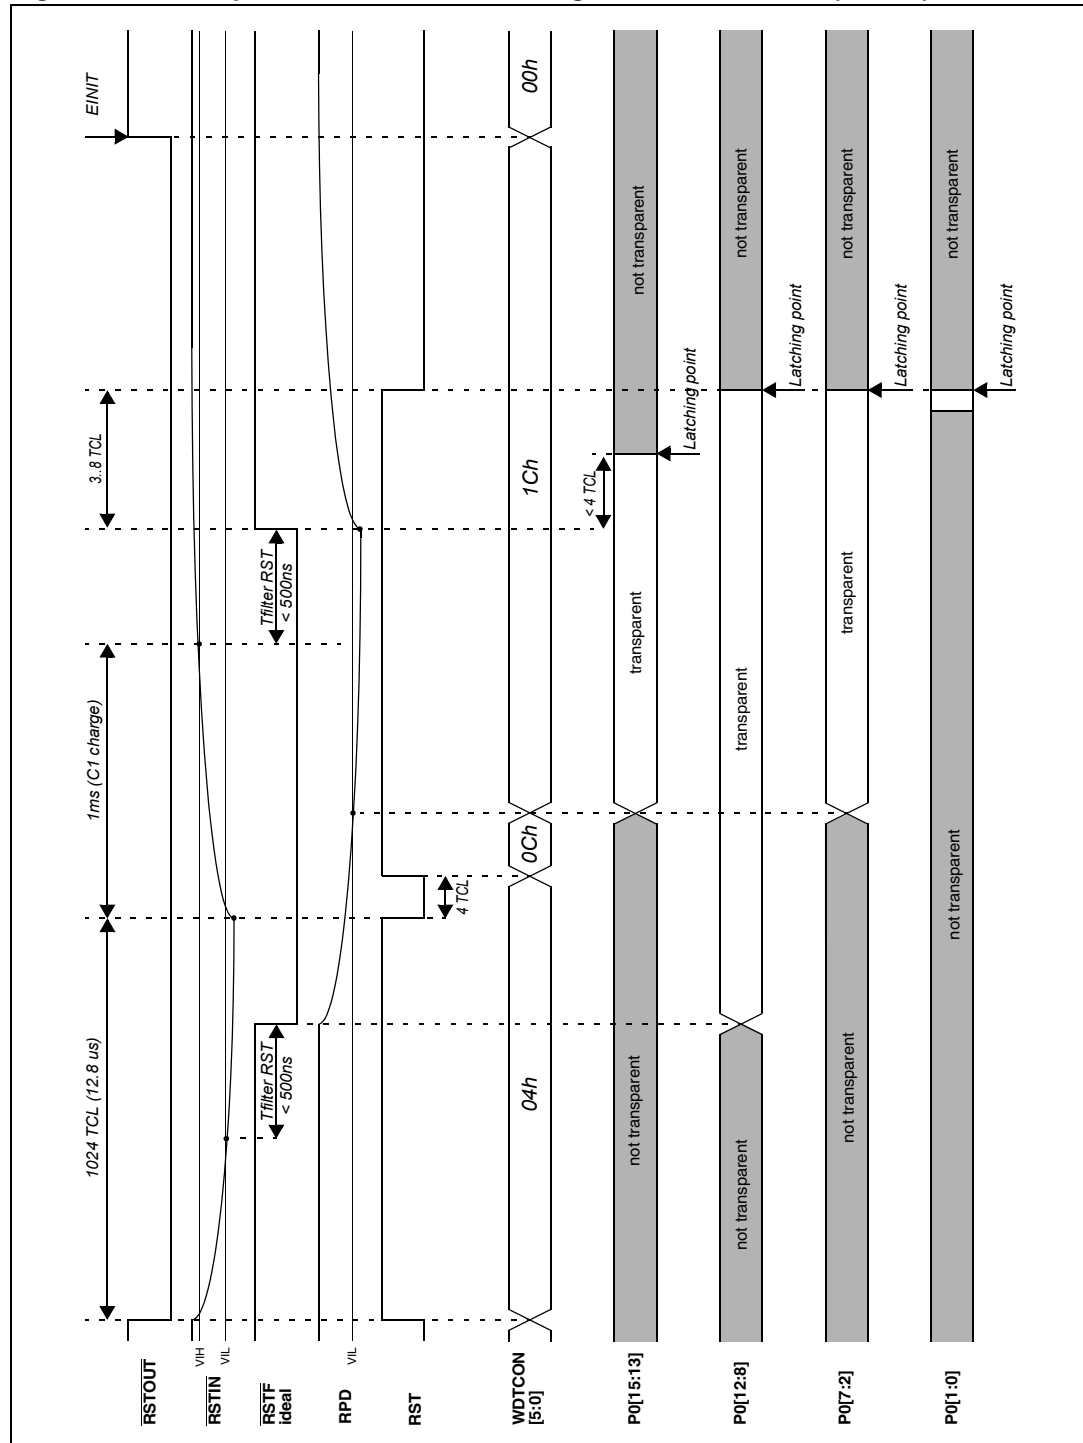 RSTOUT
RSTIN
VIH
VIL
RSTF
ideal
RPD
VIL
RST
WDTCON
[5:0]
P0[15:13]
P0[12:8]
P0[7:2]
P0[1:0]
1024 TCL (12.8 us)
1ms (C1 charge)
3..8 TCL
EINIT
Tfilter RST
< 500ns
Tfilter RST
< 500ns
4 TCL
04h
0Ch
1Ch
00h
< 4 TCL
not transparent
transparent
not transparent
Latching point
not transparent
transparent
not transparent
Latching point
not transparent
transparent
not transparent
Latching point
not transparent
not transparent
Latching point